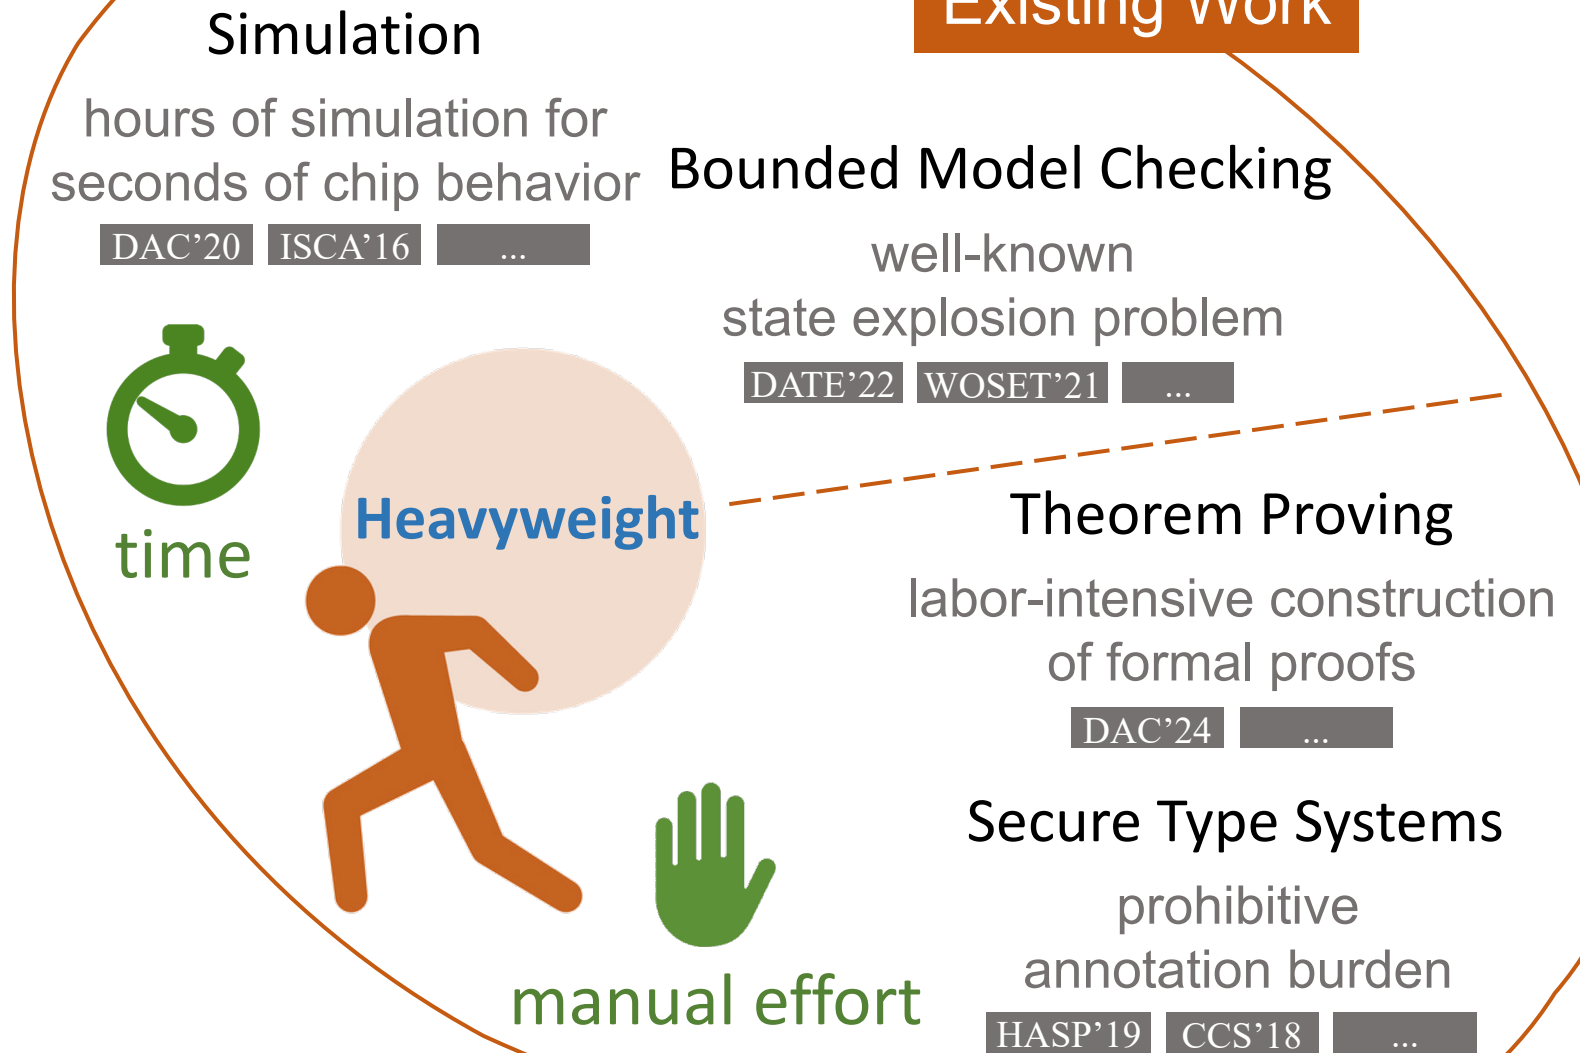 Existing Work
Simulation
hours of simulation for
seconds of chip behavior
DAC’20 ISCA’16 ...
Bounded Model Checking
well-known
state explosion problem
DATE’22 WOSET’21 ...
time
Heavyweight
Theorem Proving
labor-intensive construction
of formal proofs
DAC’24 ...
manual effort
Secure Type Systems
prohibitive
annotation burden
HASP’19 CCS’18 ...